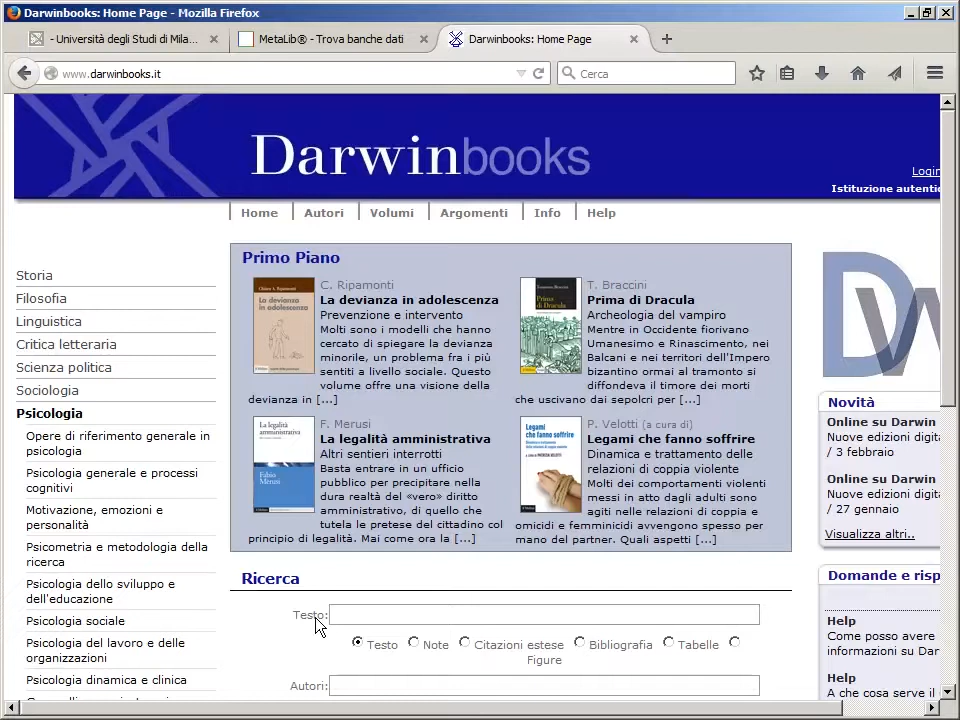 Darwinbooks: Home Page - Mozilla Firefox
- Università degli Studi di Mila...
MetaLib® - Trova banche dati
Darwinbooks: Home Page
www.darwinbooks.it
Cerca
Darwinbooks
Login
Istituzione autentic
Home
Autori
Volumi
Argomenti
Info
Help
Storia
Filosofia
Linguistica
Critica letteraria
Scienza politica
Sociologia
Psicologia
Opere di riferimento generale in
psicologia
Psicologia generale e processi
cognitivi
Motivazione, emozioni e
personalità
Psicometria e metodologia della
ricerca
Psicologia dello sviluppo e
dell'educazione
Psicologia sociale
Psicologia del lavoro e delle
organizzazioni
Psicologia dinamica e clinica
Primo Piano
C. Ripamonti
La devianza in adolescenza
Prevenzione e intervento
Molti sono i modelli che hanno
cercato di spiegare la devianza
minorile, un problema fra i più
sentiti a livello sociale. Questo
volume offre una visione della
devianza in [...]
T. Braccini
Prima di Dracula
Archeologia del vampiro
Mentre in Occidente fiorivano
Umanesimo e Rinascimento, nei
Balcani e nei territori dell'Impero
bizantino ormai al tramonto si
diffondeva il timore dei morti
che uscivano dai sepolcri per [...]
F. Merusi
La legalità amministrativa
Altri sentieri interrotti
Basta entrare in un ufficio
pubblico per precipitare nella
dura realtà del «vero» diritto
amministrativo, di quello che
tutela le pretese del cittadino col
principio di legalità. Mai come ora la [...]
P. Velotti (a cura di)
Legami che fanno soffrire
Dinamica e trattamento delle
relazioni di coppia violente
Molti dei comportamenti violenti
messi in atto dagli adulti sono
agiti nelle relazioni di coppia e
omicidi e femminicidi avvengono spesso per
mano del partner. Quali aspetti [...]
Ricerca
Testo:
Testo
Note
Citazioni estese
Bibliografia
Tabelle
Figure
Autori:
Novità
Online su Darwin
Nuove edizioni digita
/ 3 febbraio
Online su Darwin
Nuove edizioni digita
/ 27 gennaio
Visualizza altri..
Domande e risp
Help
Come posso avere
informazioni su Dar
Help
A che cosa serve il